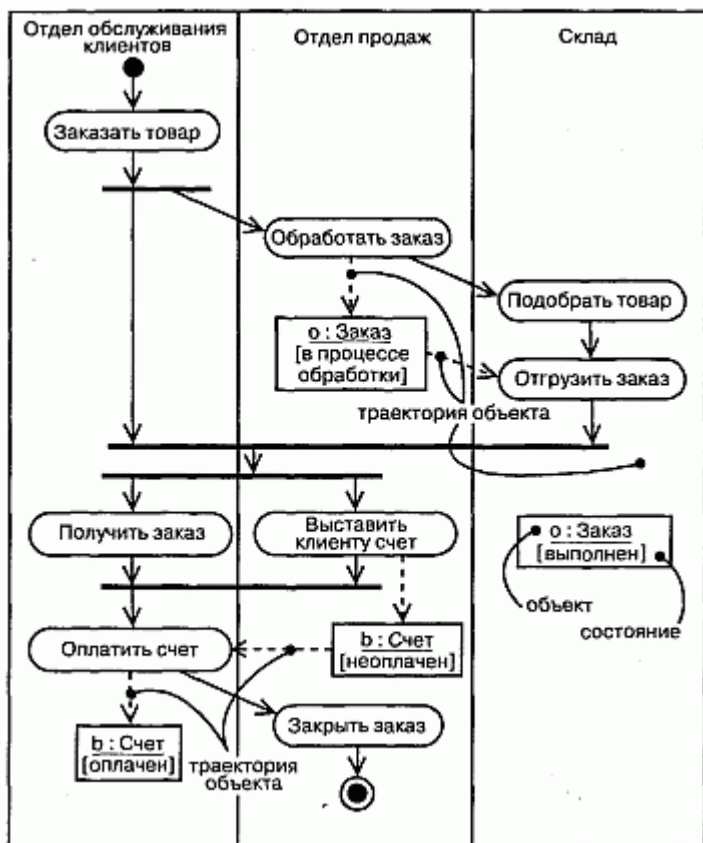 Отдел обслуживания
клиентов
Отдел продаж
Склад
Заказать товар
Обработать заказ
Подобрать товар
о : Заказ
[в процессе
обработки]
Отгрузить заказ
траектория объекта
Получить заказ
Выставить
клиенту счет
о : Заказ
[выполнен]
объект
состояние
Оплатить счет
b : Счет
[неоплачен]
Закрыть заказ
b : Счет
[оплачен]
траектория
объекта